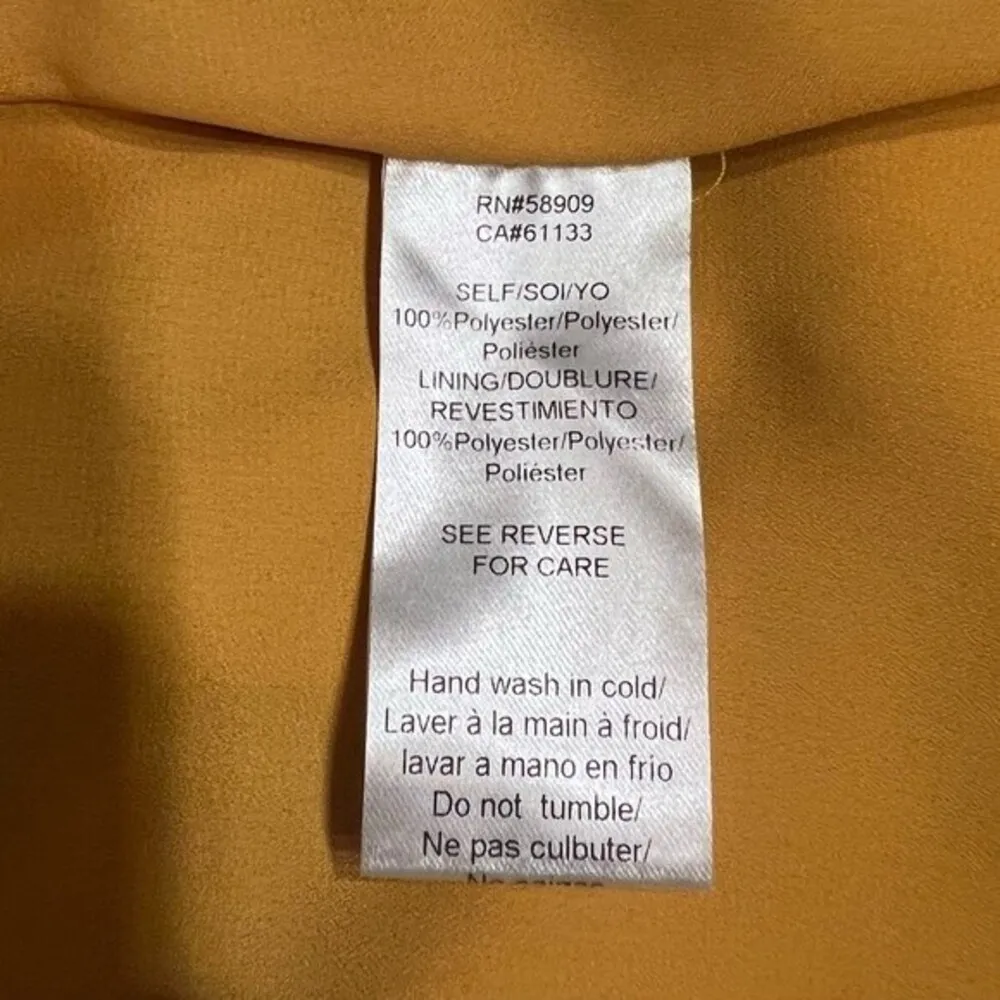 RN#58909
CA#61133
SELF/SOI/YO
100%Polyester/Polyester/
Poliéster
LINING/DOUBLURE/
REVESTIMIENTO
100%Polyester/Polyester/
Poliéster
SEE REVERSE
FOR CARE
Hand wash in cold/
Laver à la main à froid/
lavar a mano en frio
Do not tumble/
Ne pas culbuter/
No